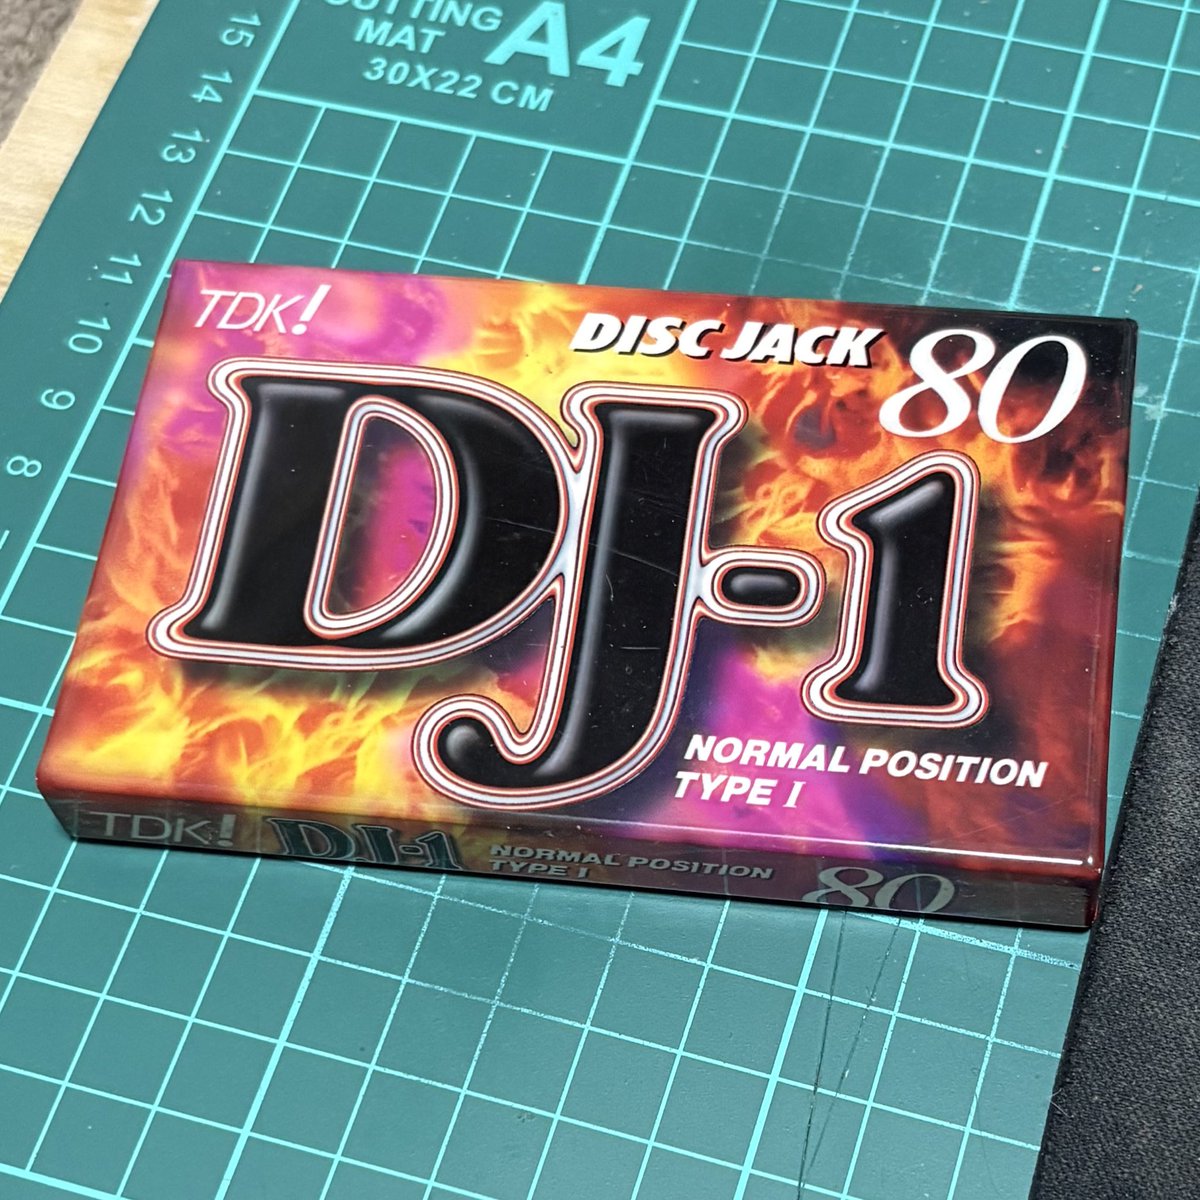 CUTTING
MAT
A4
30X22 CM
15
14
13
12
11
10
9
8
TDK!
DISC JACK 80
DJ-1
NORMAL POSITION
TYPE I
TDK! DJ-1 NORMAL POSITION
TYPE I
80